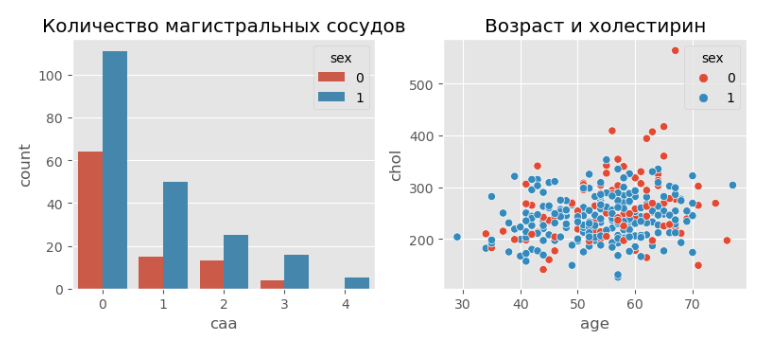 Количество магистральных сосудов
sex
0
1
100
80
60
40
20
0
count
0 1 2 3 4
caa
Возраст и холестирин
sex
0
1
500
400
300
200
chol
30 40 50 60 70
age